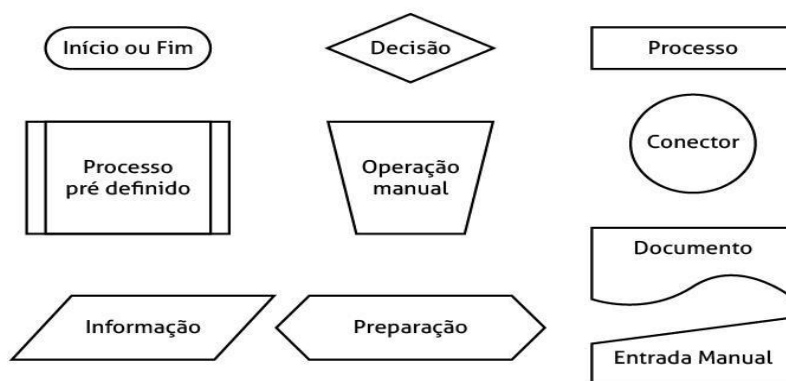 Início ou Fim
Decisão
Processo
Processo
pré definido
Operação
manual
Conector
Documento
Informação
Preparação
Entrada Manual